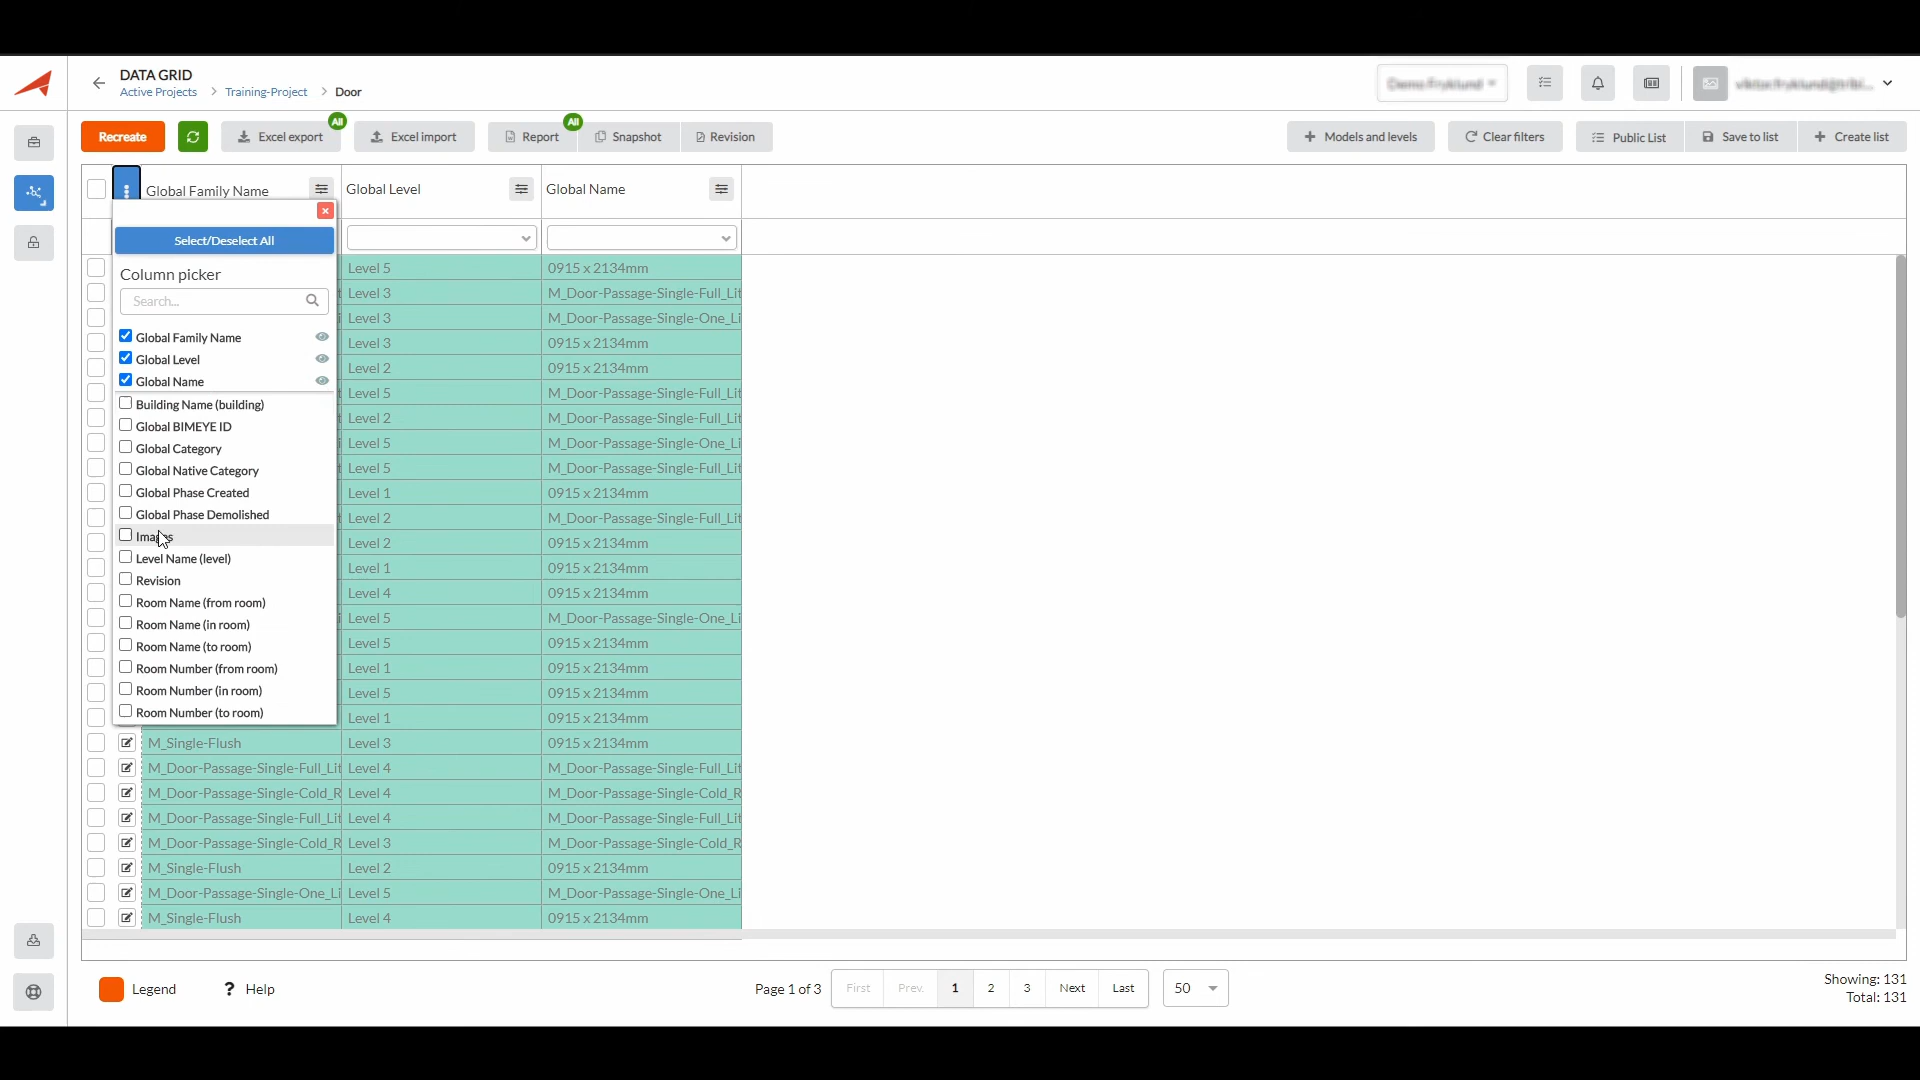 DATA GRID
Active Projects > Training-Project > Door
Recreate
Excel export
All
Excel import
Report
All
Snapshot
Revision
Models and levels
Clear filters
Public List
Save to list
Create list
Global Family Name
Global Level
Global Name
Select/Deselect All
Column picker
Search...
Global Family Name
Global Level
Global Name
Building Name (building)
Global BIMEYE ID
Global Category
Global Native Category
Global Phase Created
Global Phase Demolished
Images
Level Name (level)
Revision
Room Name (from room)
Room Name (in room)
Room Name (to room)
Room Number (from room)
Room Number (in room)
Room Number (to room)
Level 5 0915 x 2134mm
Level 3 M_Door-Passage-Single-Full_Lit
Level 3 M_Door-Passage-Single-One_Li
Level 3 0915 x 2134mm
Level 2 0915 x 2134mm
Level 5 M_Door-Passage-Single-Full_Lit
Level 2 M_Door-Passage-Single-Full_Lit
Level 5 M_Door-Passage-Single-One_Li
Level 5 M_Door-Passage-Single-Full_Lit
Level 1 0915 x 2134mm
Level 2 M_Door-Passage-Single-Full_Lit
Level 2 0915 x 2134mm
Level 1 0915 x 2134mm
Level 4 0915 x 2134mm
Level 5 M_Door-Passage-Single-One_Li
Level 5 0915 x 2134mm
Level 1 0915 x 2134mm
Level 5 0915 x 2134mm
Level 1 0915 x 2134mm
M_Single-Flush Level 3 0915 x 2134mm
M_Door-Passage-Single-Full_Lit Level 4 M_Door-Passage-Single-Full_Lit
M_Door-Passage-Single-Cold_R Level 4 M_Door-Passage-Single-Cold_R
M_Door-Passage-Single-Full_Lit Level 4 M_Door-Passage-Single-Full_Lit
M_Door-Passage-Single-Cold_R Level 3 M_Door-Passage-Single-Cold_R
M_Single-Flush Level 2 0915 x 2134mm
M_Door-Passage-Single-One_Li Level 5 M_Door-Passage-Single-One_Li
M_Single-Flush Level 4 0915 x 2134mm
Legend
? Help
Page 1 of 3
First Prev. 1 2 3 Next Last
50
Showing: 131
Total: 131